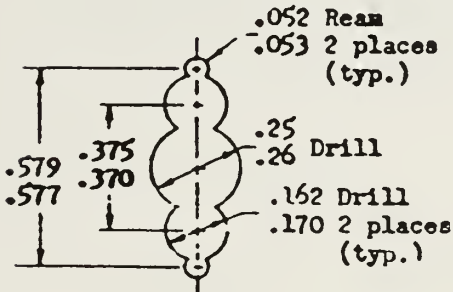 .052 Ream
.053 2 places
(typ.)
.579
.577
.375
.370
.25
.26 Drill
.162 Drill
.170 2 places
(typ.)